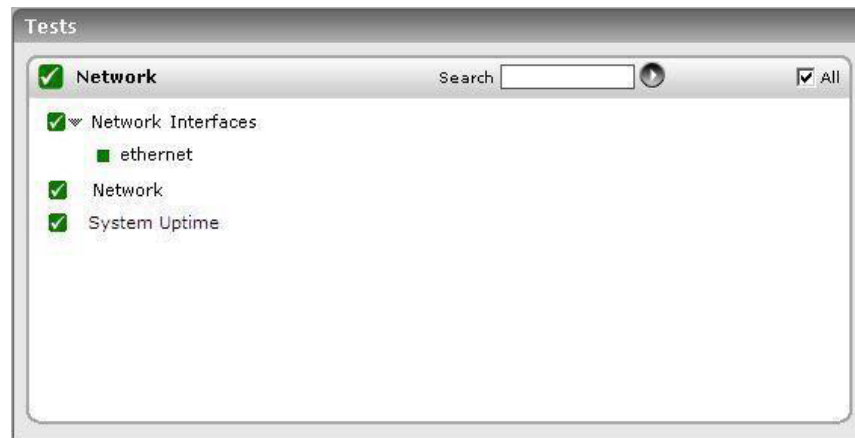 Tests
Network Search All
Network Interfaces
ethernet
Network
System Uptime